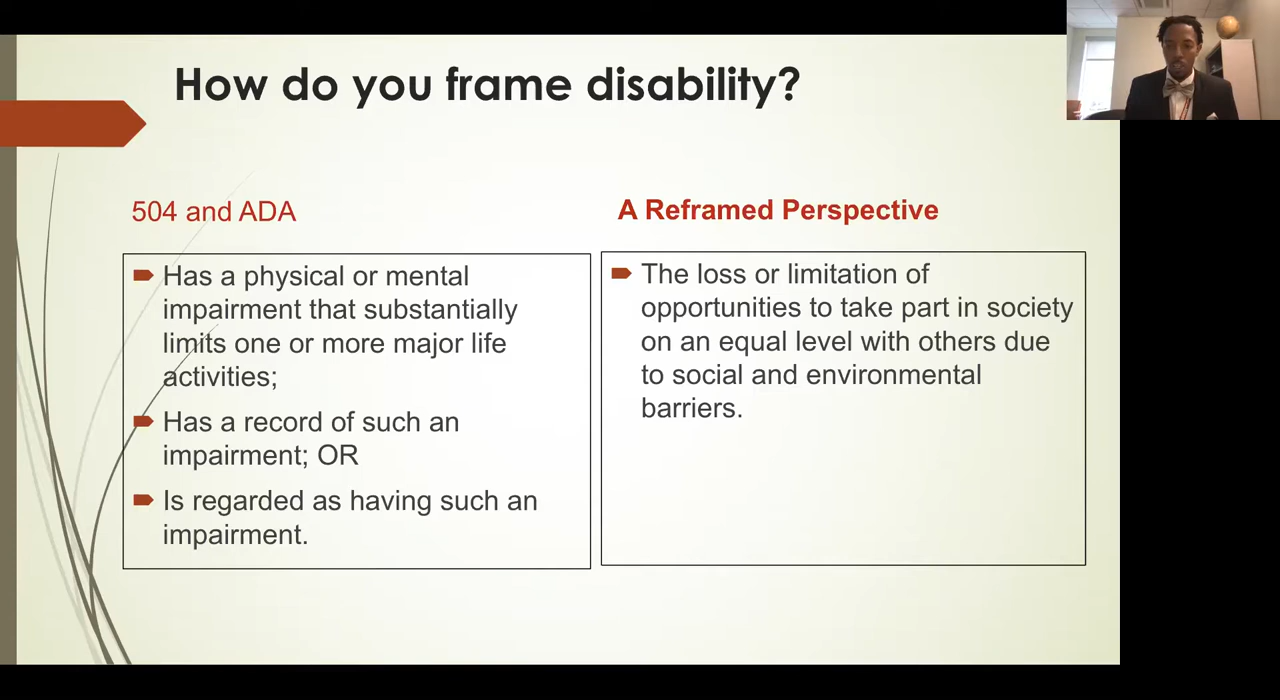 How do you frame disability?
504 and ADA
Has a physical or mental
impairment that substantially
limits one or more major life
activities;
Has a record of such an
impairment; OR
Is regarded as having such an
impairment.
A Reframed Perspective
The loss or limitation of
opportunities to take part in society
on an equal level with others due
to social and environmental
barriers.